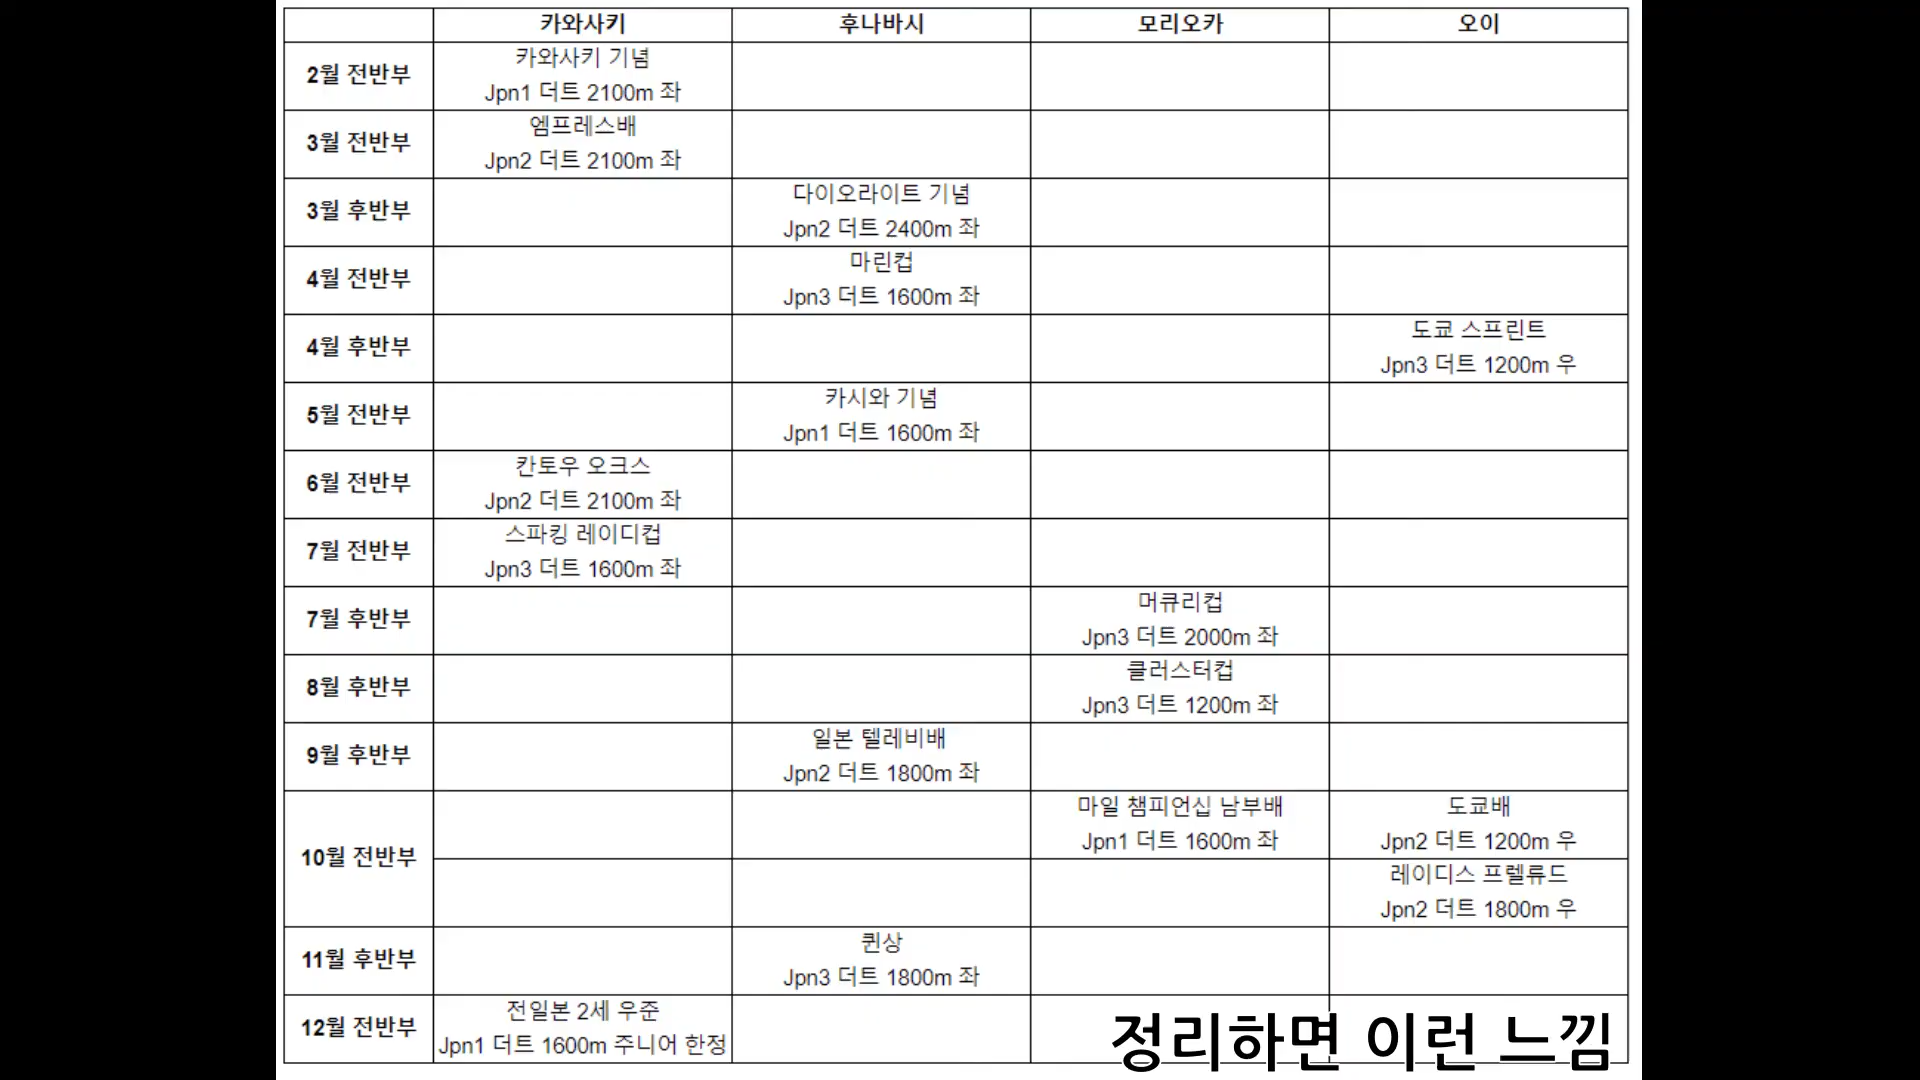 카와사키 후나바시 모리오카 오이
2월 전반부
카와사키 기념
Jpn1 더트 2100m 좌
3월 전반부
엠프레스배
Jpn2 더트 2100m 좌
3월 후반부
다이오라이트 기념
Jpn2 더트 2400m 좌
4월 전반부
마린컵
Jpn3 더트 1600m 좌
4월 후반부
도쿄 스프린트
Jpn3 더트 1200m 우
5월 전반부
카시와 기념
Jpn1 더트 1600m 좌
6월 전반부
칸토우 오크스
Jpn2 더트 2100m 좌
7월 전반부
스파킹 레이디컵
Jpn3 더트 1600m 좌
7월 후반부
머큐리컵
Jpn3 더트 2000m 좌
8월 후반부
클러스터컵
Jpn3 더트 1200m 좌
9월 후반부
일본 텔레비배
Jpn2 더트 1800m 좌
10월 전반부
마일 챔피언십 남부배
Jpn1 더트 1600m 좌
도쿄배
Jpn2 더트 1200m 우
레이디스 프렐류드
Jpn2 더트 1800m 우
11월 후반부
퀸상
Jpn3 더트 1800m 좌
12월 전반부
전일본 2세 우준
Jpn1 더트 1600m 주니어 한정
정리하면 이런 느낌